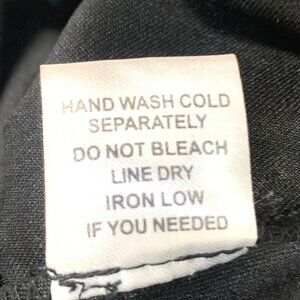 HAND WASH COLD
SEPARATELY
DO NOT BLEACH
LINE DRY
IRON LOW
IF YOU NEEDED